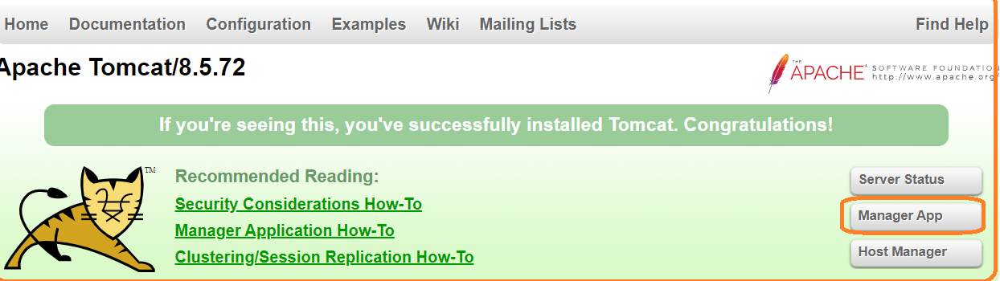 Home Documentation Configuration Examples Wiki Mailing Lists Find Help
Apache Tomcat/8.5.72
THE
APACHE SOFTWARE FOUNDATION
http://www.apache.org/
If you're seeing this, you've successfully installed Tomcat. Congratulations!
TM
Recommended Reading:
Security Considerations How-To
Manager Application How-To
Clustering/Session Replication How-To
Server Status
Manager App
Host Manager